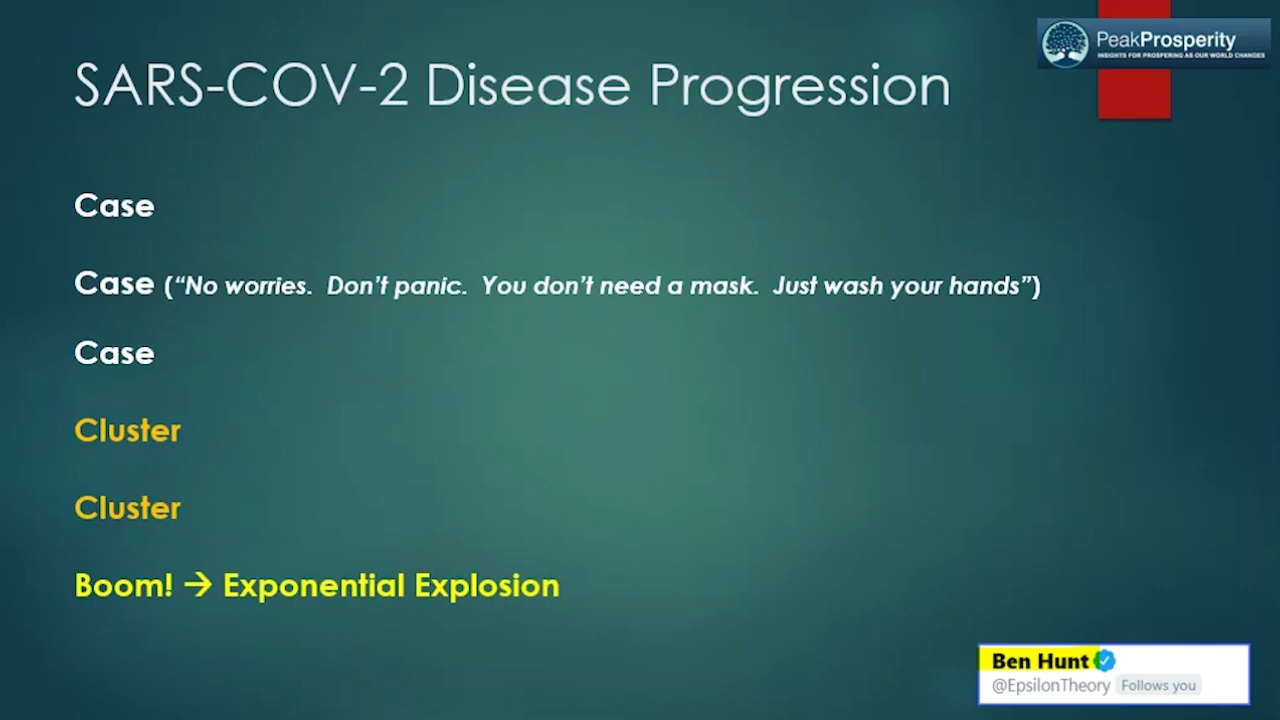 PeakProsperity
INSIGHTS FOR PROSPERING AS OUR WORLD CHANGES
SARS-COV-2 Disease Progression
Case
Case (“No worries.  Don’t panic.  You don’t need a mask.  Just wash your hands”)
Case
Cluster
Cluster
Boom! → Exponential Explosion
Ben Hunt
@EpsilonTheory Follows you